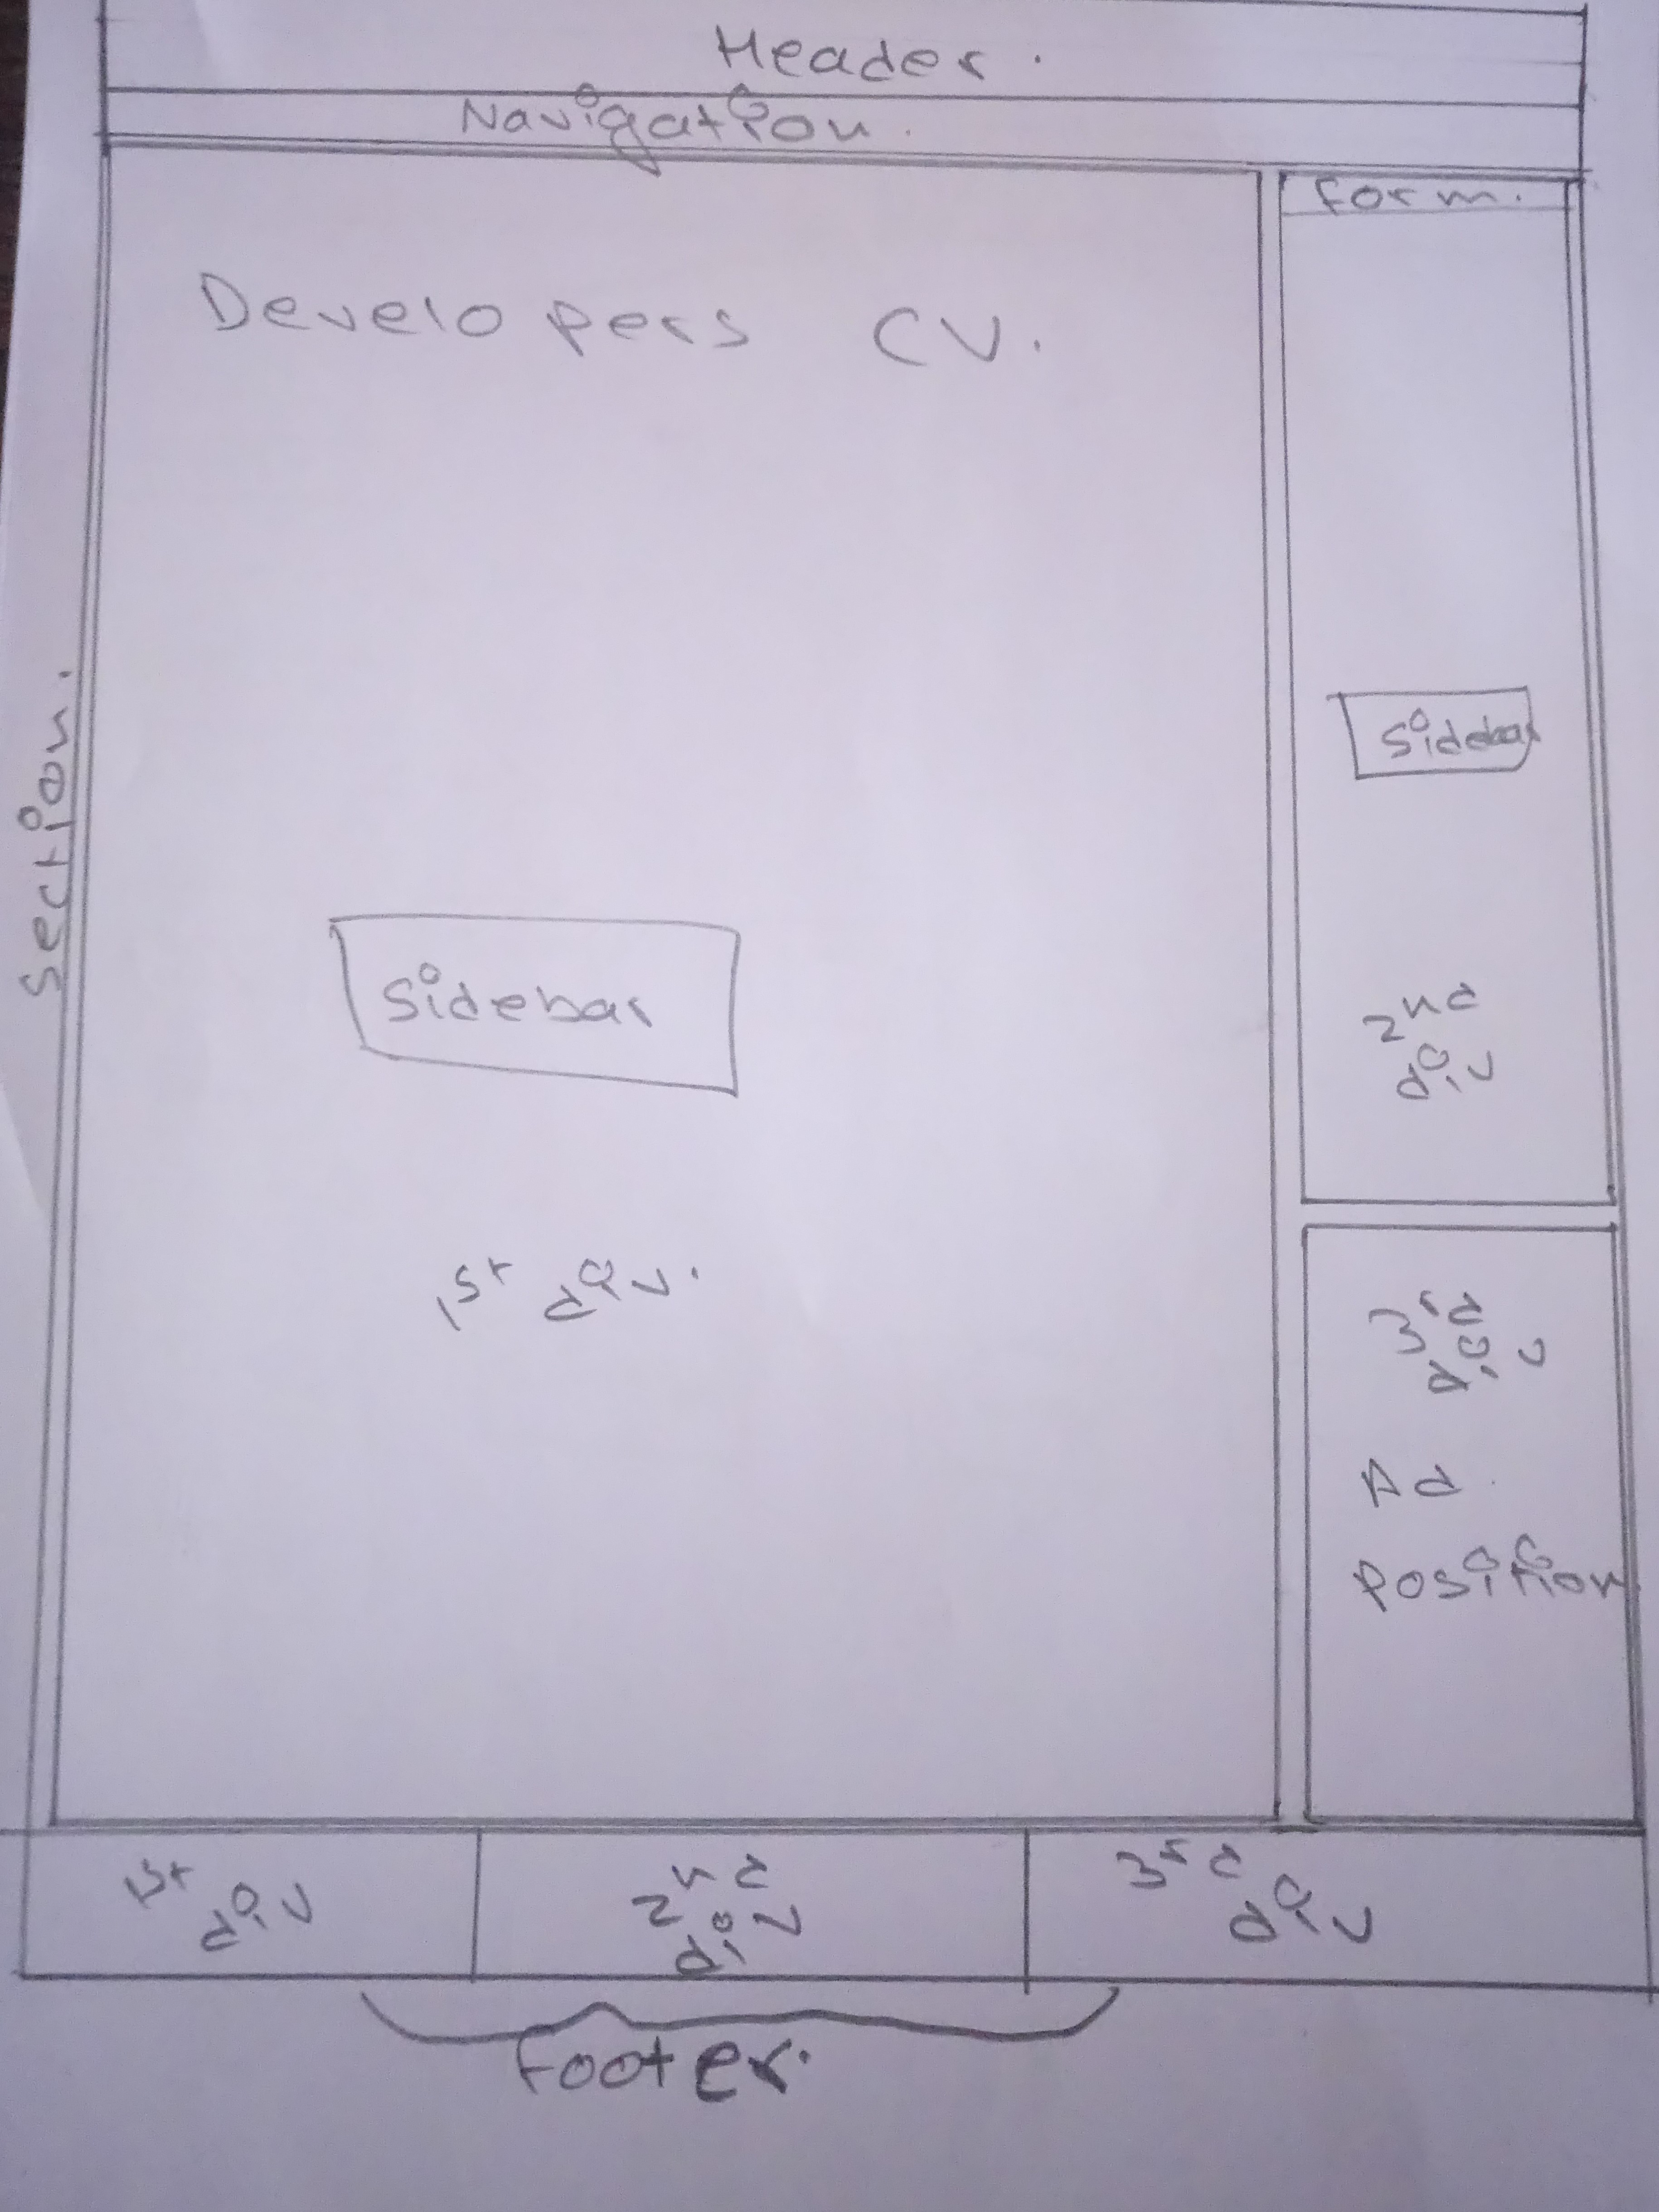 Header.
Navigation.
form.
Developers CV.
Section.
Sidebar
Sidebar
2nd
div
1st div.
3rd
div
Ad
Position
1st
div
2nd
div
3rd
div
footer.